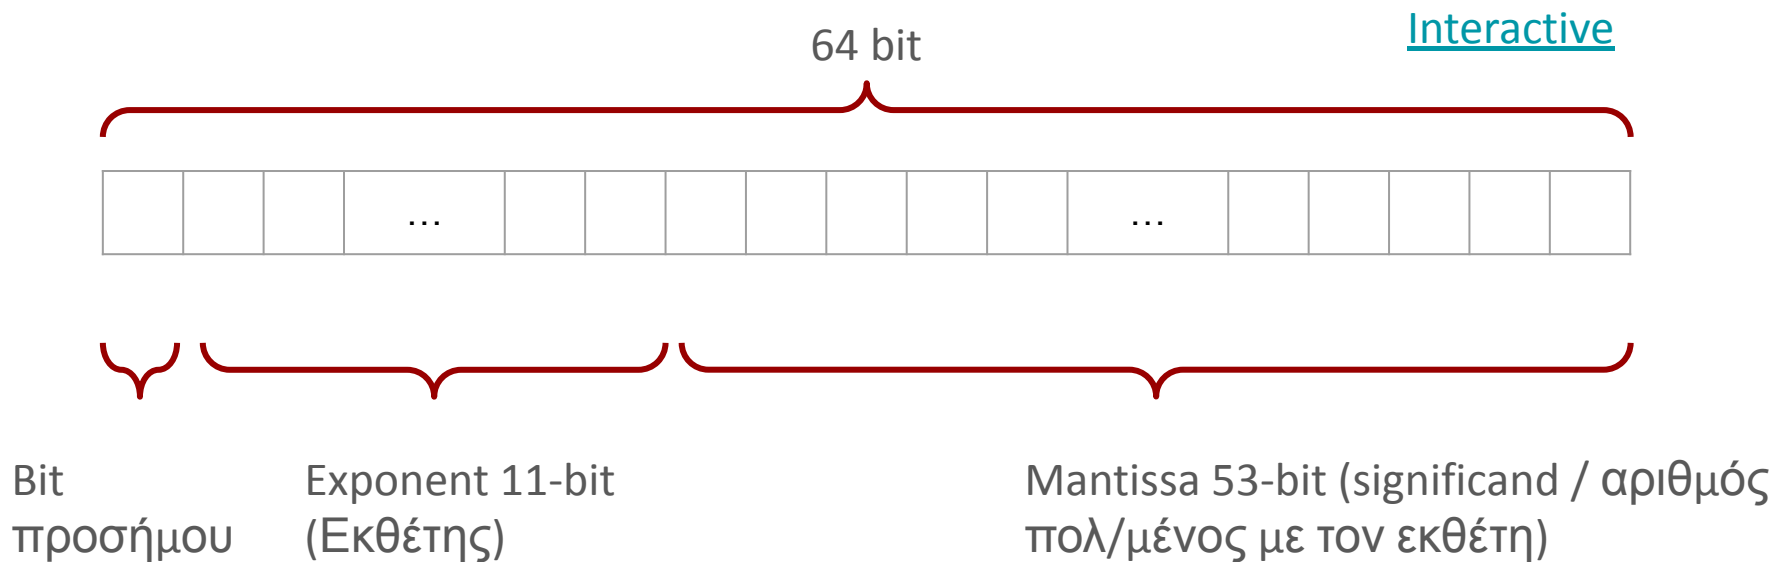 Interactive
64 bit
... ...
Bit
προσήμου
Exponent 11-bit
(Εκθέτης)
Mantissa 53-bit (significand / αριθμός
πολ/μένος με τον εκθέτη)